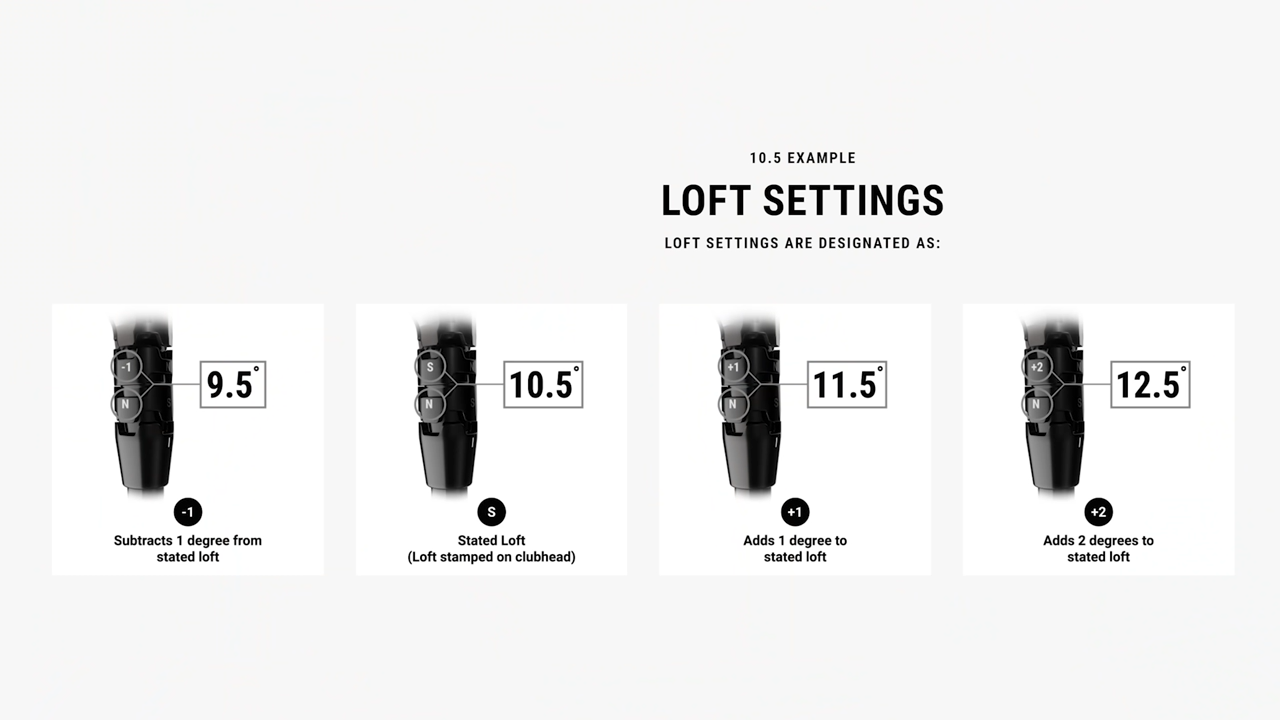 10.5 EXAMPLE
LOFT SETTINGS
LOFT SETTINGS ARE DESIGNATED AS:
-1
N
9.5°
-1
Subtracts 1 degree from
stated loft
S
N
10.5°
S
Stated Loft
(Loft stamped on clubhead)
+1
N
11.5°
+1
Adds 1 degree to
stated loft
+2
N
12.5°
+2
Adds 2 degrees to
stated loft